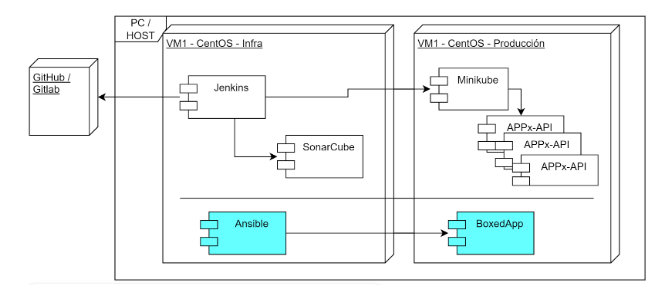 PC /
HOST
VM1 - CentOS - Infra
VM1 - CentOS - Producción
GitHub /
Gitlab
Jenkins
Minikube
APPx-API
APPx-API
APPx-API
SonarCube
Ansible
BoxedApp